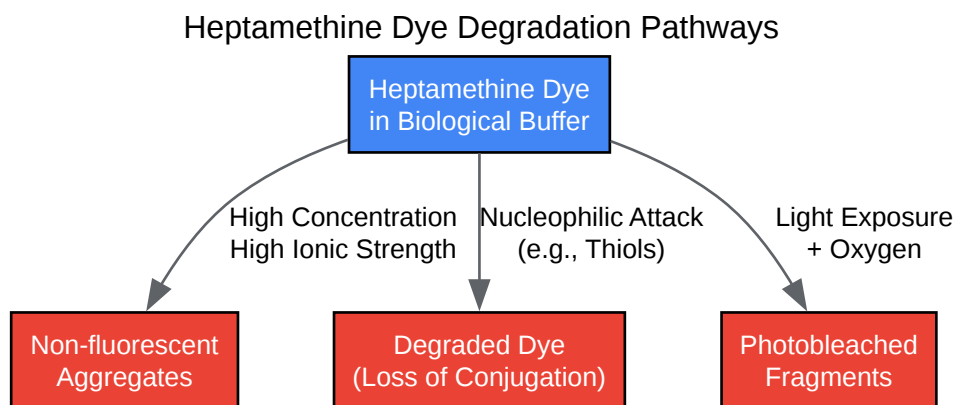 Heptamethine Dye Degradation Pathways
Heptamethine Dye
in Biological Buffer
High Concentration
High Ionic Strength
Nucleophilic Attack
(e.g., Thiols)
Light Exposure
+ Oxygen
Non-fluorescent
Aggregates
Degraded Dye
(Loss of Conjugation)
Photobleached
Fragments